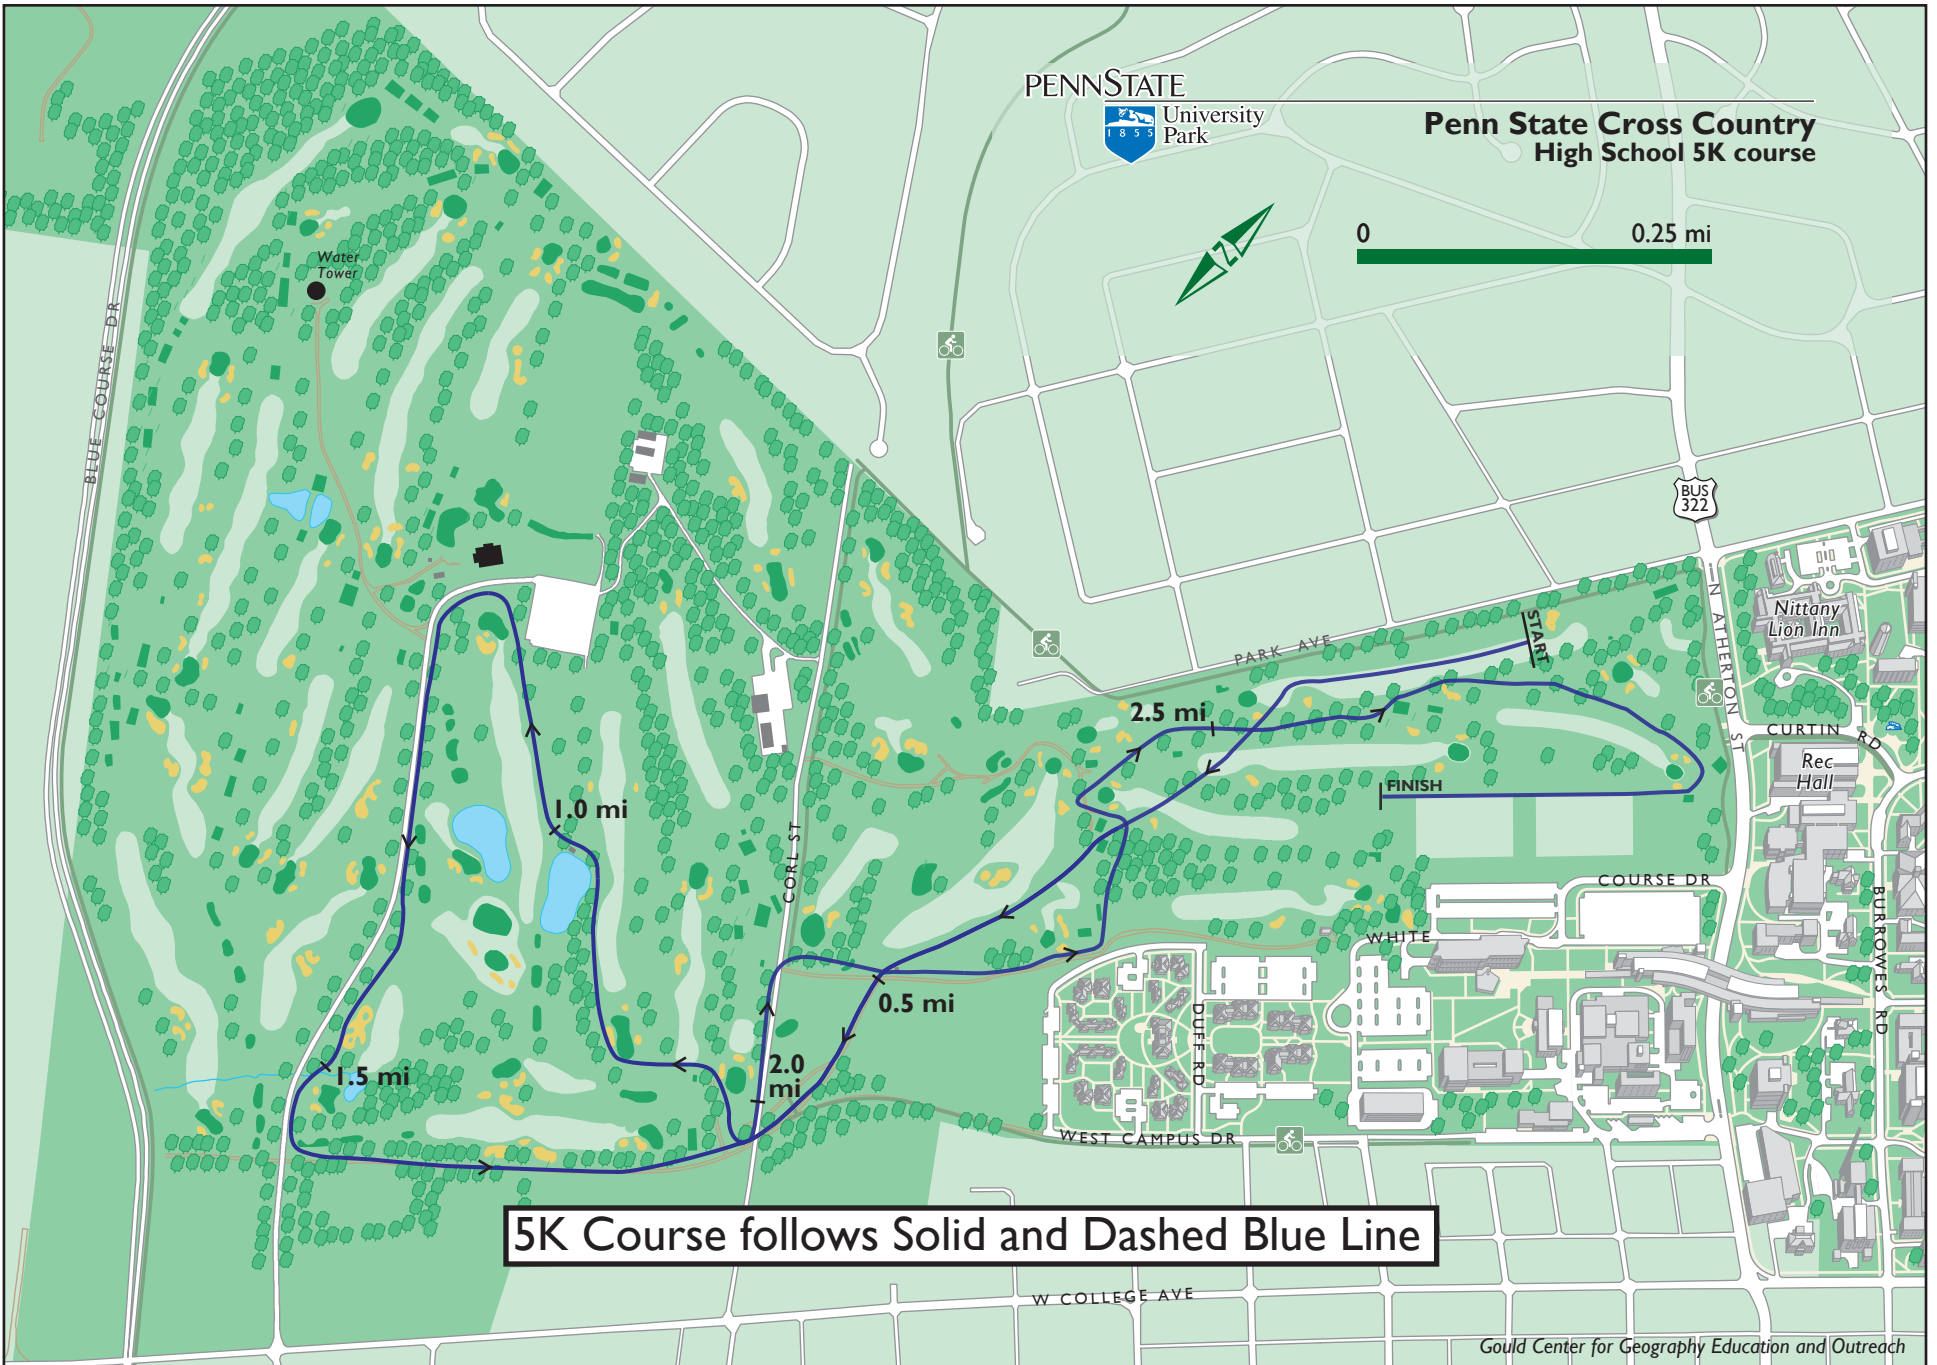 PENNSTATE
1855
University
Park
Penn State Cross Country
High School 5K course
0 0.25 mi
N
Water
Tower
BLUE COURSE DR
BUS
322
PARK AVE
START
N ATHERTON ST
Nittany
Lion Inn
CURTIN RD
Rec
Hall
2.5 mi
FINISH
1.0 mi
CORL ST
COURSE DR
BURROWES RD
WHITE
0.5 mi
DUFF RD
2.0
mi
1.5 mi
WEST CAMPUS DR
5K Course follows Solid and Dashed Blue Line
W COLLEGE AVE
Gould Center for Geography Education and Outreach